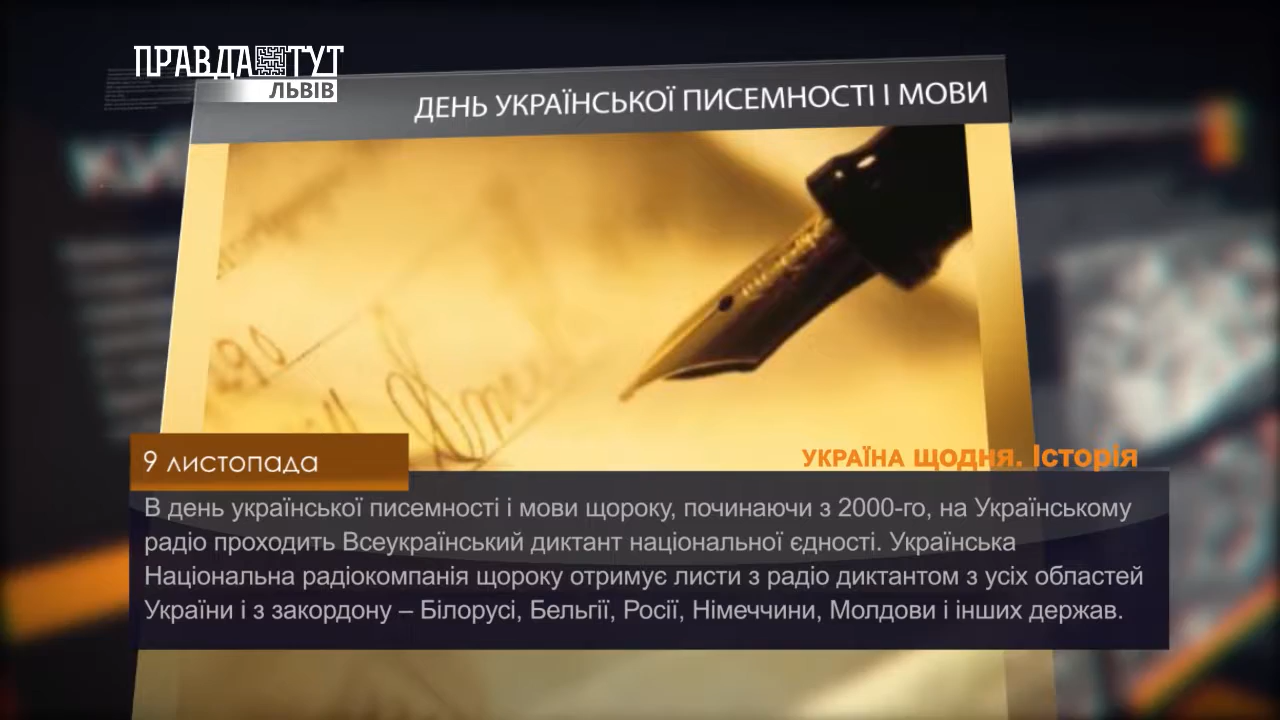 ПРАВДА ТУТ
ЛЬВІВ
ДЕНЬ УКРАЇНСЬКОЇ ПИСЕМНОСТІ І МОВИ
9 листопада
УКРАЇНА ЩОДНЯ. Історія
В день української писемності і мови щороку, починаючи з 2000-го, на Українському
радіо проходить Всеукраїнський диктант національної єдності. Українська
Національна радіокомпанія щороку отримує листи з радіо диктантом з усіх областей
України і з закордону – Білорусі, Бельгії, Росії, Німеччини, Молдови і інших держав.